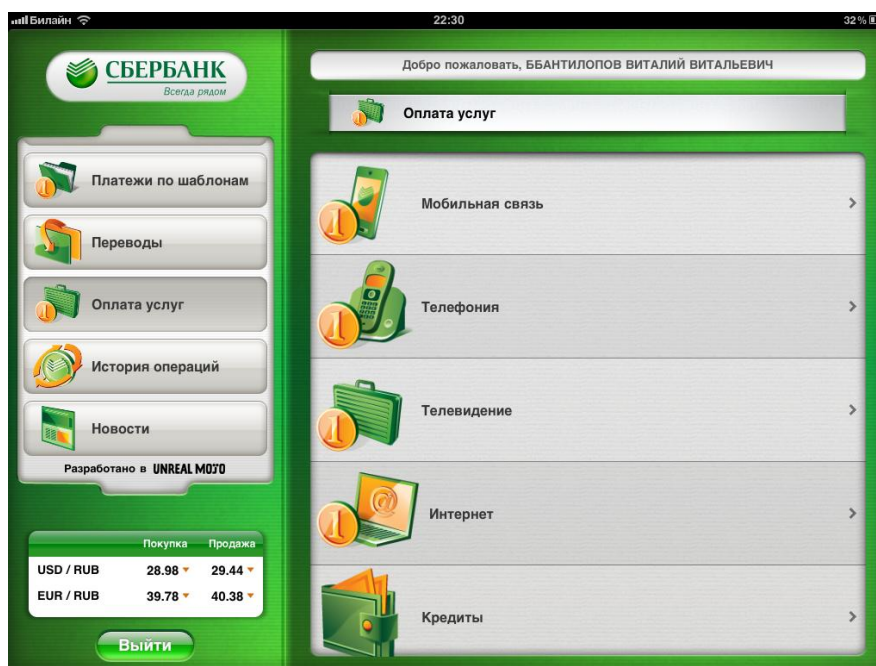 Билайн
22:30
32 %
СБЕРБАНК
Всегда рядом
Платежи по шаблонам
Переводы
Оплата услуг
История операций
Новости
Разработано в UNREAL MOJO
Покупка Продажа
USD / RUB 28.98 29.44
EUR / RUB 39.78 40.38
Выйти
Добро пожаловать, ББАНТИЛОПОВ ВИТАЛИЙ ВИТАЛЬЕВИЧ
Оплата услуг
Мобильная связь
Телефония
Телевидение
Интернет
Кредиты